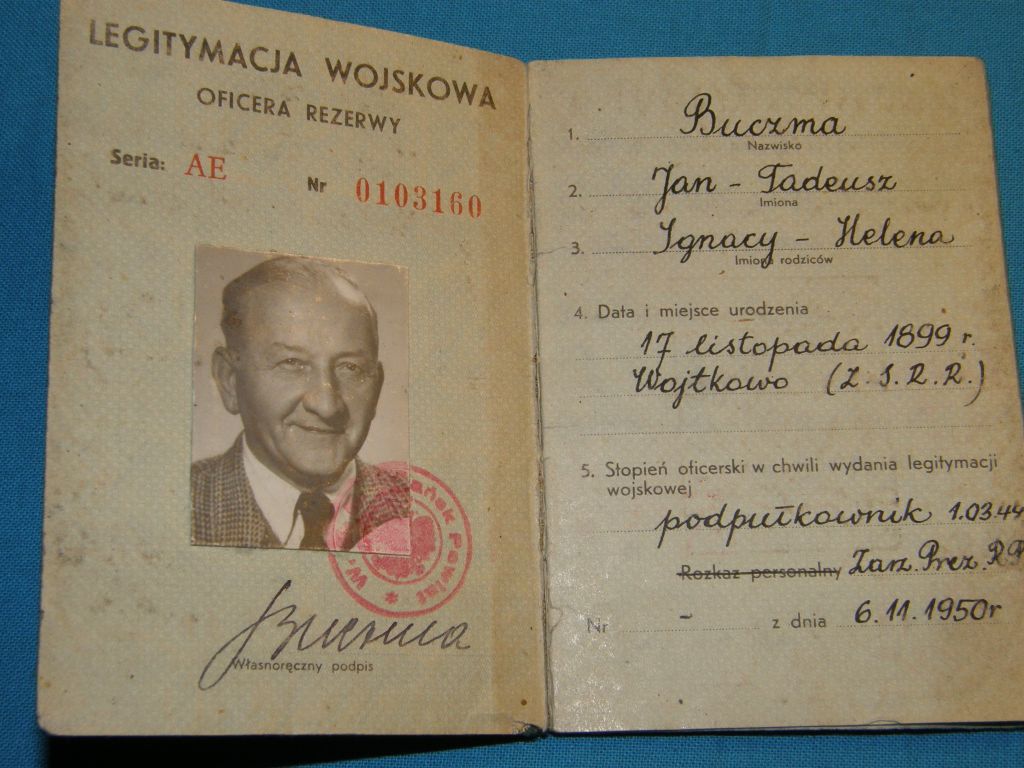 LEGITYMACJA WOJSKOWA
OFICERA REZERWY
Seria: AE
Nr 0103160
Buczma
Własnoręczny podpis
1. Buczma
Nazwisko
2. Jan - Tadeusz
Imiona
3. Ignacy - Helena
Imiona rodziców
4. Data i miejsce urodzenia
17 listopada 1899 r.
Wojtkowo (Z.S.R.R.)
5. Stopień oficerski w chwili wydania legitymacji
wojskowej
podpułkownik 1.03.44
Rozkaz personalny Zarz. Prez. R.P.
Nr - z dnia 6.11.1950r